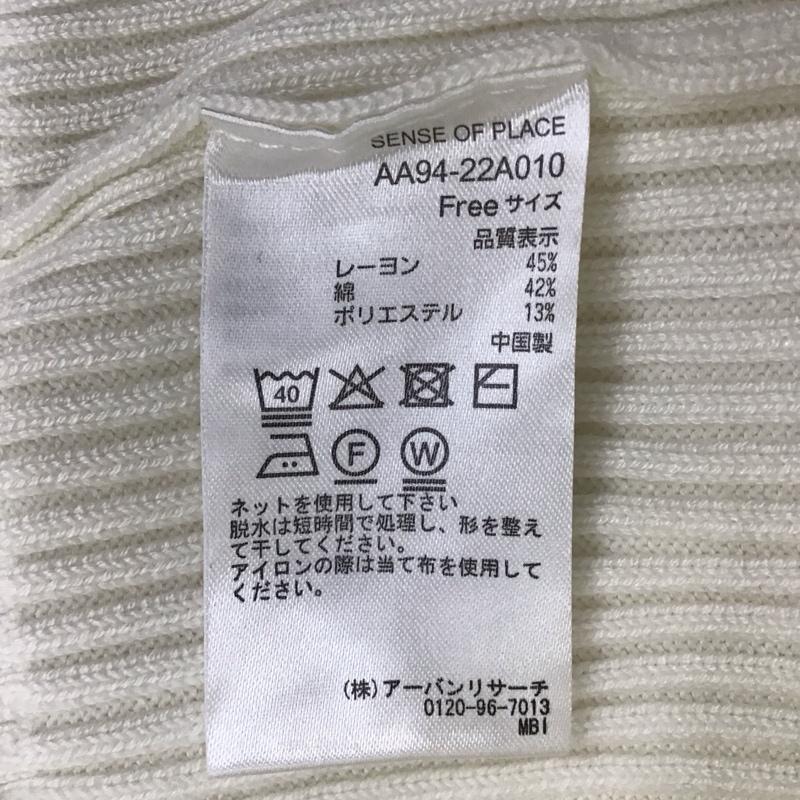 SENSE OF PLACE
AA94-22A010
Free サイズ
品質表示
レーヨン 45%
綿 42%
ポリエステル 13%
中国製
40
F W
ネットを使用して下さい
脱水は短時間で処理し、形を整え
て干してください。
アイロンの際は当て布を使用して
ください。
(株)アーバンリサーチ
0120-96-7013
MBI